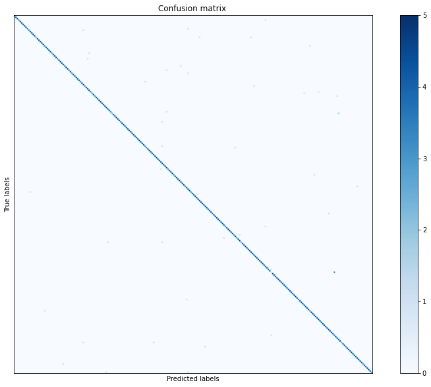 Confusion matrix
True labels
Predicted labels
5
4
3
2
1
0